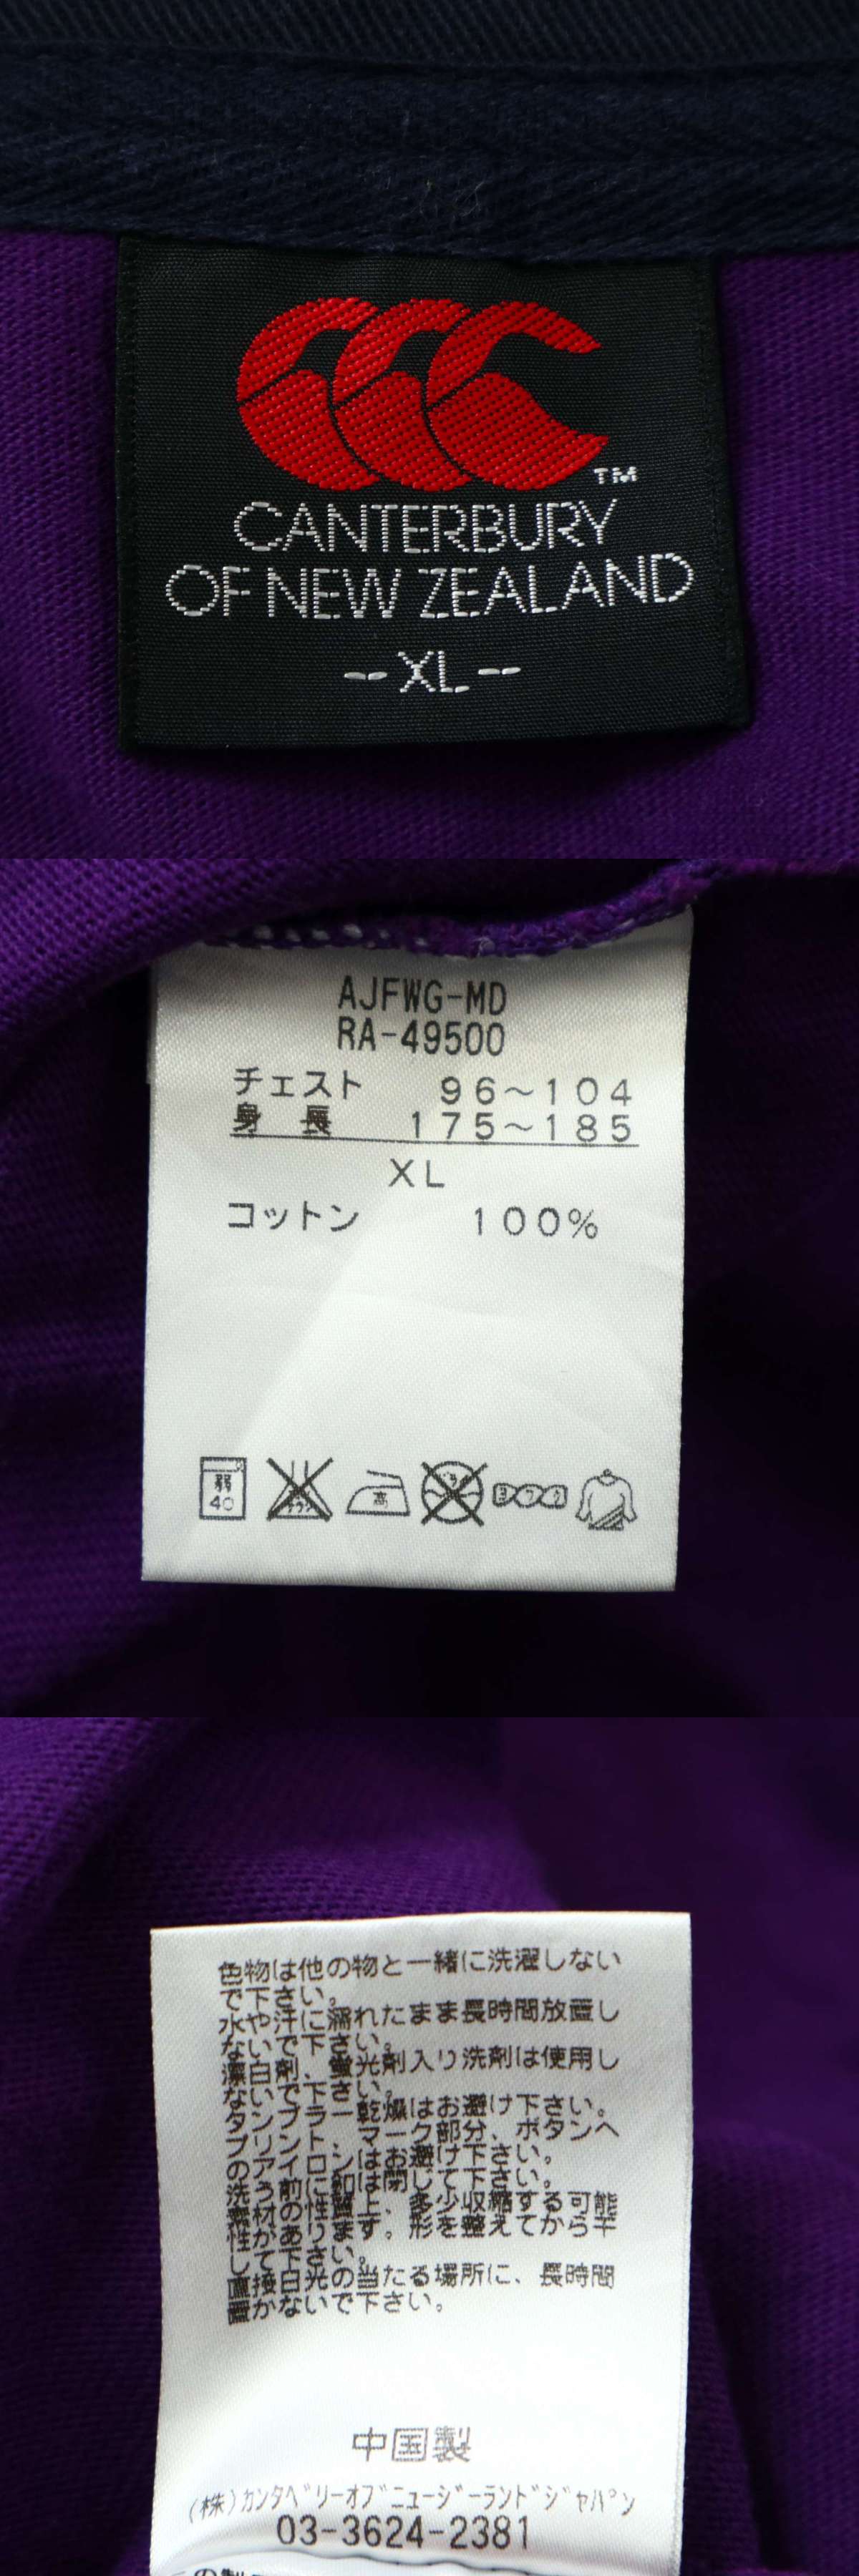 TM
CANTERBURY
OF NEW ZEALAND
--XL--
AJFWG-MD
RA-49500
チェスト 96～104
身長 175～185
XL
コットン 100%
弱
40
高
ヨワク
色物は他の物と一緒に洗濯しない
で下さい。
水や汗に濡れたまま長時間放置し
ないで下さい。
漂白剤、蛍光剤入り洗剤は使用し
ないで下さい。
タンブラー乾燥はお避け下さい。
プリント、マーク部分、ボタンへ
のアイロンはお避け下さい。
洗う前に釦は閉じて下さい。
素材の性質上、多少収縮する可能
性があります。形を整えてから干
して下さい。
直接日光の当たる場所に、長時間
置かないで下さい。
中国製
(株)ｶﾝﾀﾍﾞﾘｰｵﾌﾞﾆｭｰｼﾞｰﾗﾝﾄﾞｼﾞｬﾊﾟﾝ
03-3624-2381